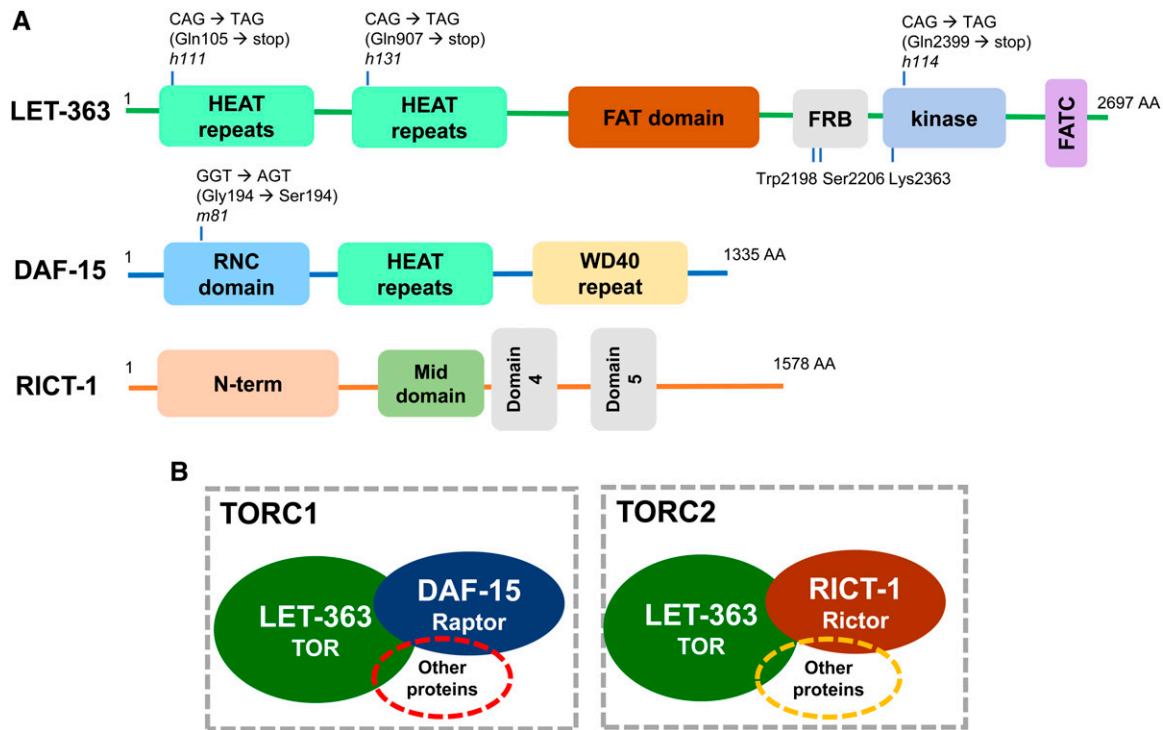 A
CAG → TAG
(Gln105 → stop)
h111
CAG → TAG
(Gln907 → stop)
h131
CAG → TAG
(Gln2399 → stop)
h114
LET-363
1
HEAT
repeats
HEAT
repeats
FAT domain
FRB
kinase
FATC
2697 AA
Trp2198
Ser2206
Lys2363
GGT → AGT
(Gly194 → Ser194)
m81
DAF-15
1
RNC
domain
HEAT
repeats
WD40
repeat
1335 AA
RICT-1
1
N-term
Mid
domain
Domain
4
Domain
5
1578 AA
B
TORC1
LET-363
TOR
DAF-15
Raptor
Other
proteins
TORC2
LET-363
TOR
RICT-1
Rictor
Other
proteins